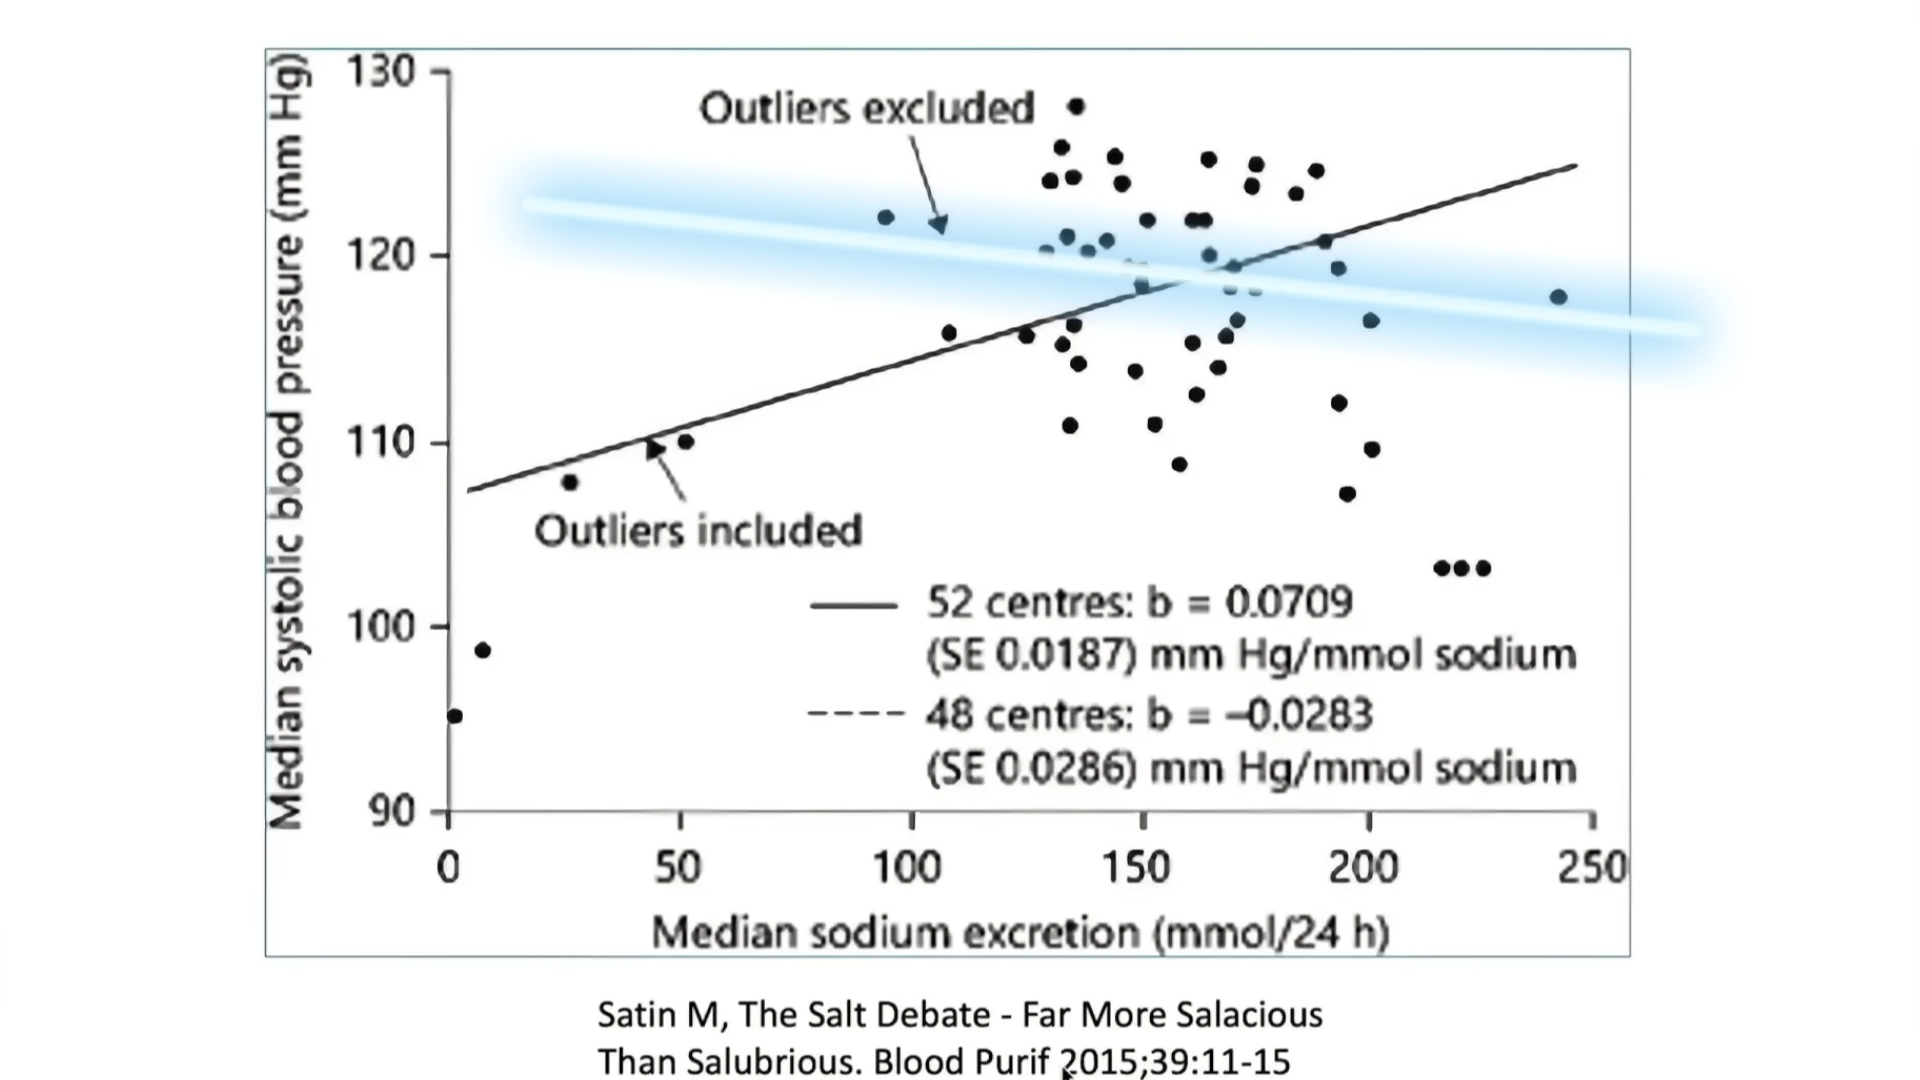 Median systolic blood pressure (mm Hg)
130
120
110
100
90
Outliers excluded
Outliers included
52 centres: b = 0.0709
(SE 0.0187) mm Hg/mmol sodium
48 centres: b = –0.0283
(SE 0.0286) mm Hg/mmol sodium
0 50 100 150 200 250
Median sodium excretion (mmol/24 h)
Satin M, The Salt Debate - Far More Salacious
Than Salubrious. Blood Purif 2015;39:11-15